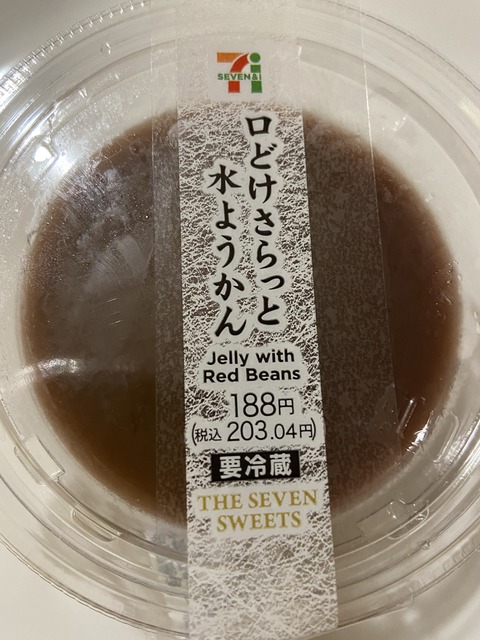 SEVEN&i
口どけさらっと
水ようかん
Jelly with
Red Beans
188円
(税込 203.04円)
要冷蔵
THE SEVEN
SWEETS